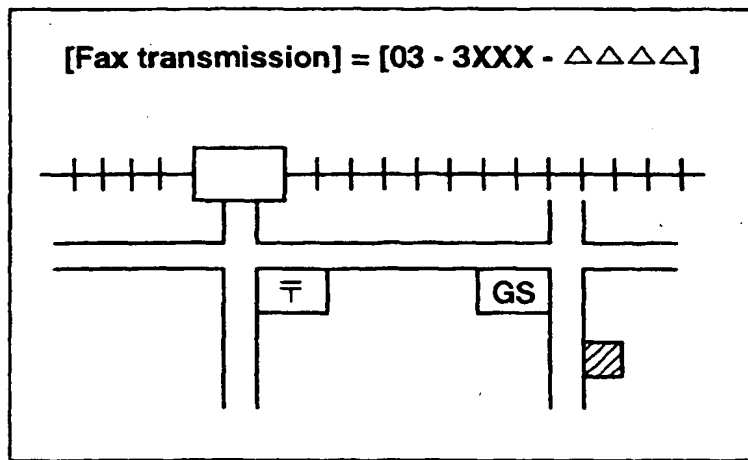 [Fax transmission] = [03 - 3XXX - △△△△]
〒 GS